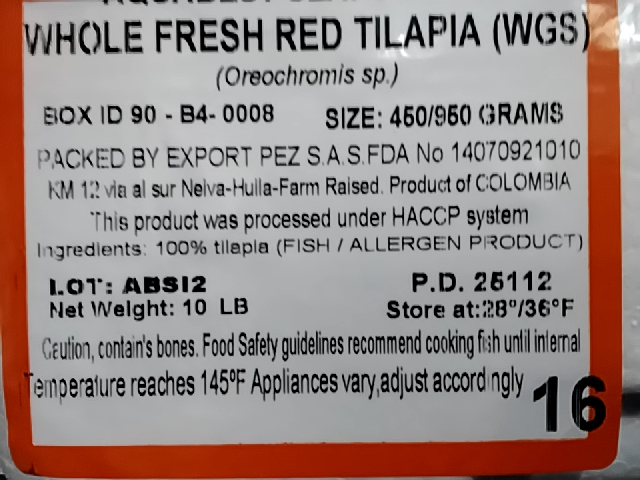 WHOLE FRESH RED TILAPIA (WGS)
(Oreochromis sp.)
BOX ID 90 - B4- 0008 SIZE: 450/950 GRAMS
PACKED BY EXPORT PEZ S.A.S.FDA No 14070921010
KM 12 via al sur Neiva-Huila-Farm Raised. Product of COLOMBIA
This product was processed under HACCP system
Ingredients: 100% tilapia (FISH / ALLERGEN PRODUCT)
LOT: ABSI2 P.D. 25112
Net Weight: 10 LB Store at:28°/36°F
Caution, contain's bones. Food Safety guidelines recommend cooking fish until internal
Temperature reaches 145ºF Appliances vary,adjust accordingly
16